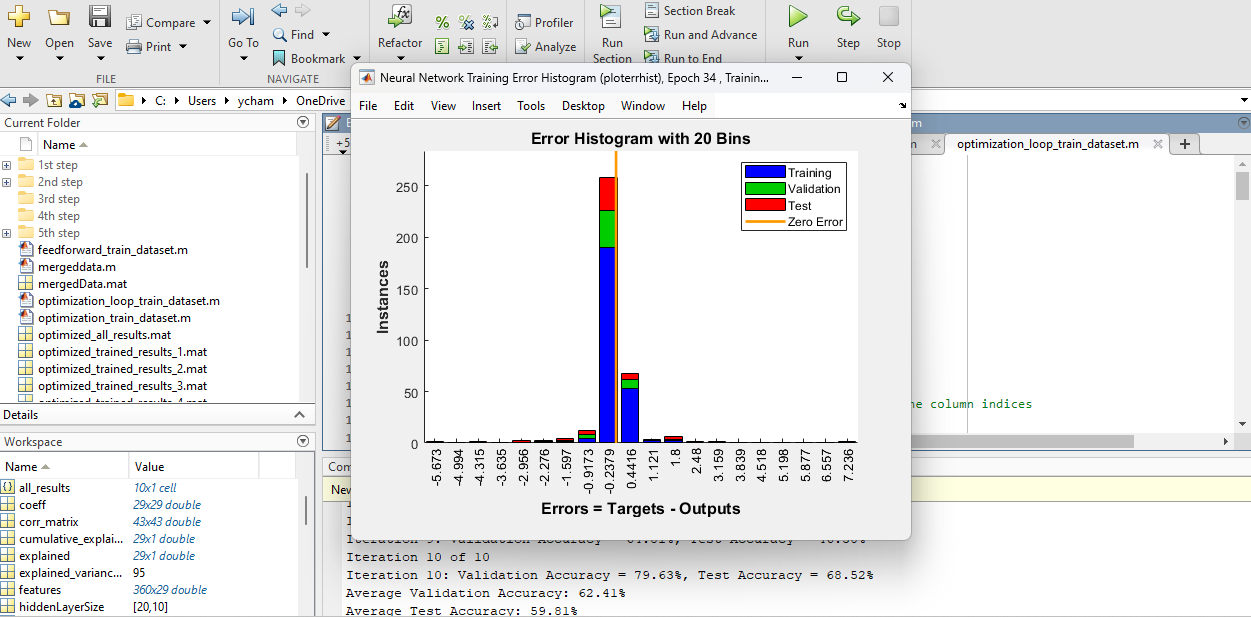 New
Open
Save
Compare
Print
FILE
Go To
Find
Bookmark
NAVIGATE
Refactor
Profiler
Analyze
Run
Section
Section Break
Run and Advance
Run to End
Run
Step
Stop
C:
Users
ycham
OneDrive
Current Folder
Name
1st step
2nd step
3rd step
4th step
5th step
feedforward_train_dataset.m
mergeddata.m
mergedData.mat
optimization_loop_train_dataset.m
optimization_train_dataset.m
optimized_all_results.mat
optimized_trained_results_1.mat
optimized_trained_results_2.mat
optimized_trained_results_3.mat
optimized_trained_results_4.mat
Details
Workspace
Name
Value
all_results
10x1 cell
coeff
29x29 double
corr_matrix
43x43 double
cumulative_explai...
29x1 double
explained
29x1 double
explained_varianc...
95
features
360x29 double
hiddenLayerSize
[20,10]
Neural Network Training Error Histogram (ploterrhist), Epoch 34 , Trainin...
File
Edit
View
Insert
Tools
Desktop
Window
Help
Error Histogram with 20 Bins
Training
Validation
Test
Zero Error
Instances
250
200
150
100
50
0
-5.673
-4.994
-4.315
-3.635
-2.956
-2.276
-1.597
-0.9173
-0.2379
0.4416
1.121
1.8
2.48
3.159
3.839
4.518
5.198
5.877
6.557
7.236
Errors = Targets - Outputs
optimization_loop_train_dataset.m
+5
column indices
Com
New
Iteration 10 of 10
Iteration 10: Validation Accuracy = 79.63%, Test Accuracy = 68.52%
Average Validation Accuracy: 62.41%
Average Test Accuracy: 59.81%